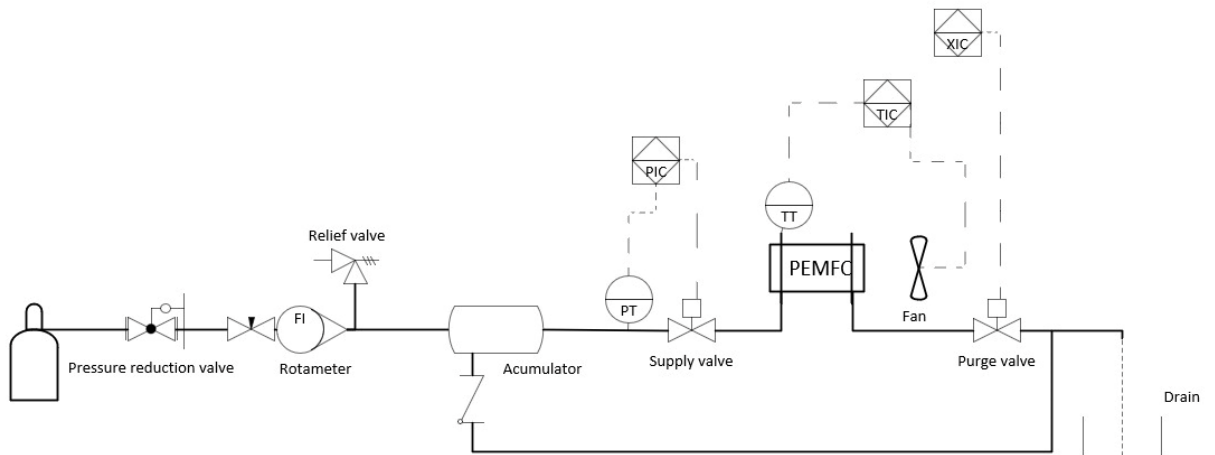 XIC
TIC
PIC
TT
Relief valve
PEMFC
FI
PT
Fan
Pressure reduction valve
Rotameter
Acumulator
Supply valve
Purge valve
Drain